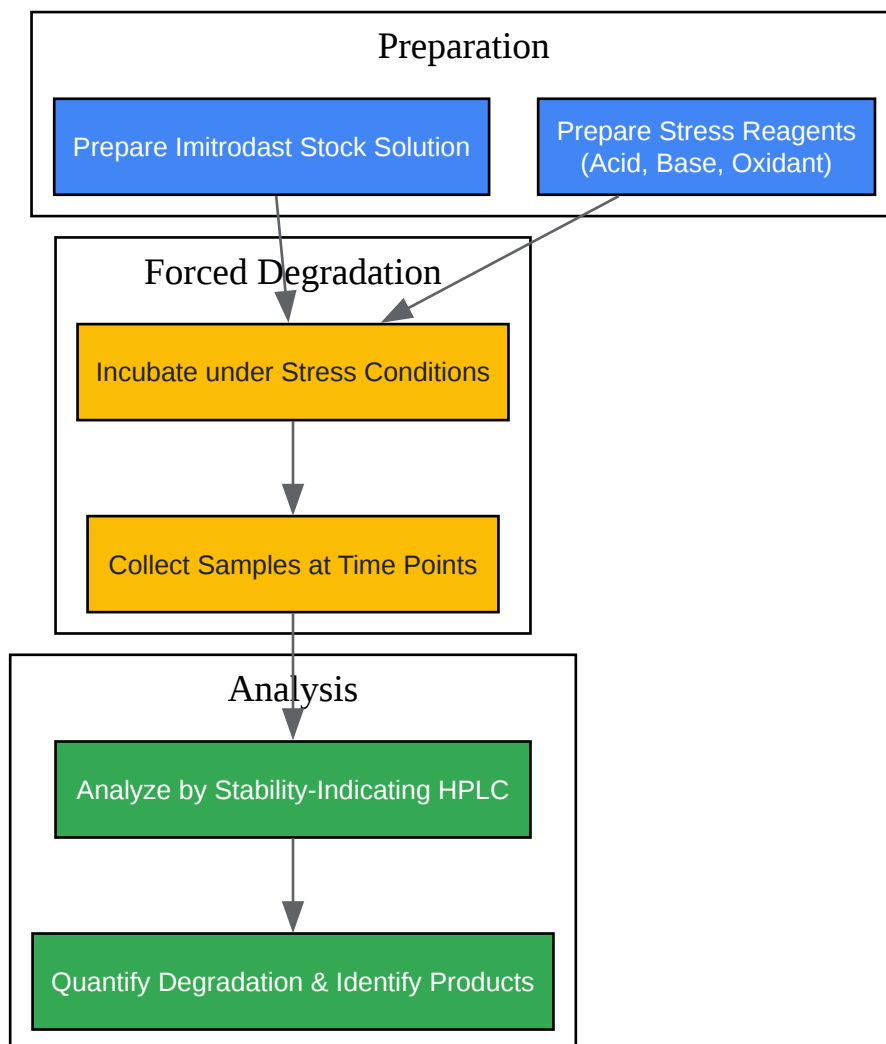 Preparation
Prepare Imitrodast Stock Solution
Prepare Stress Reagents
(Acid, Base, Oxidant)
Forced Degradation
Incubate under Stress Conditions
Collect Samples at Time Points
Analysis
Analyze by Stability-Indicating HPLC
Quantify Degradation & Identify Products